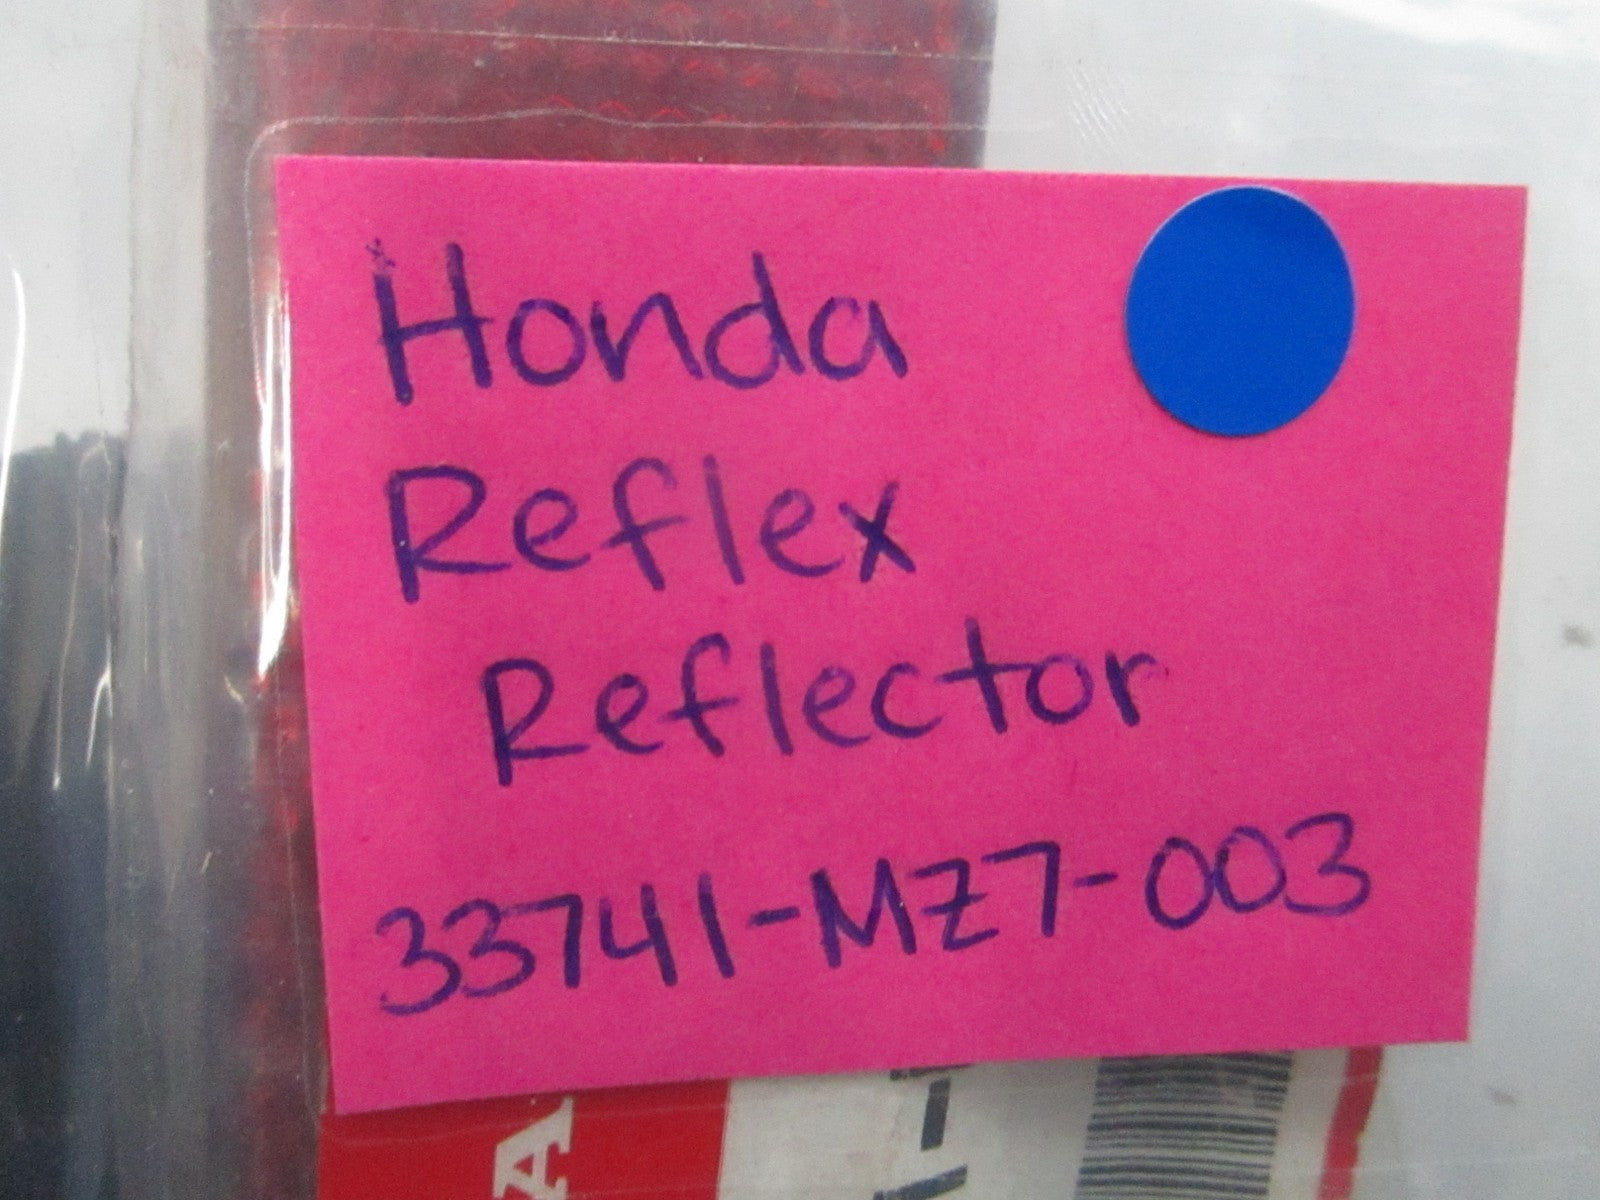 Honda
Reflex
Reflector
33741-MZ7-003
A